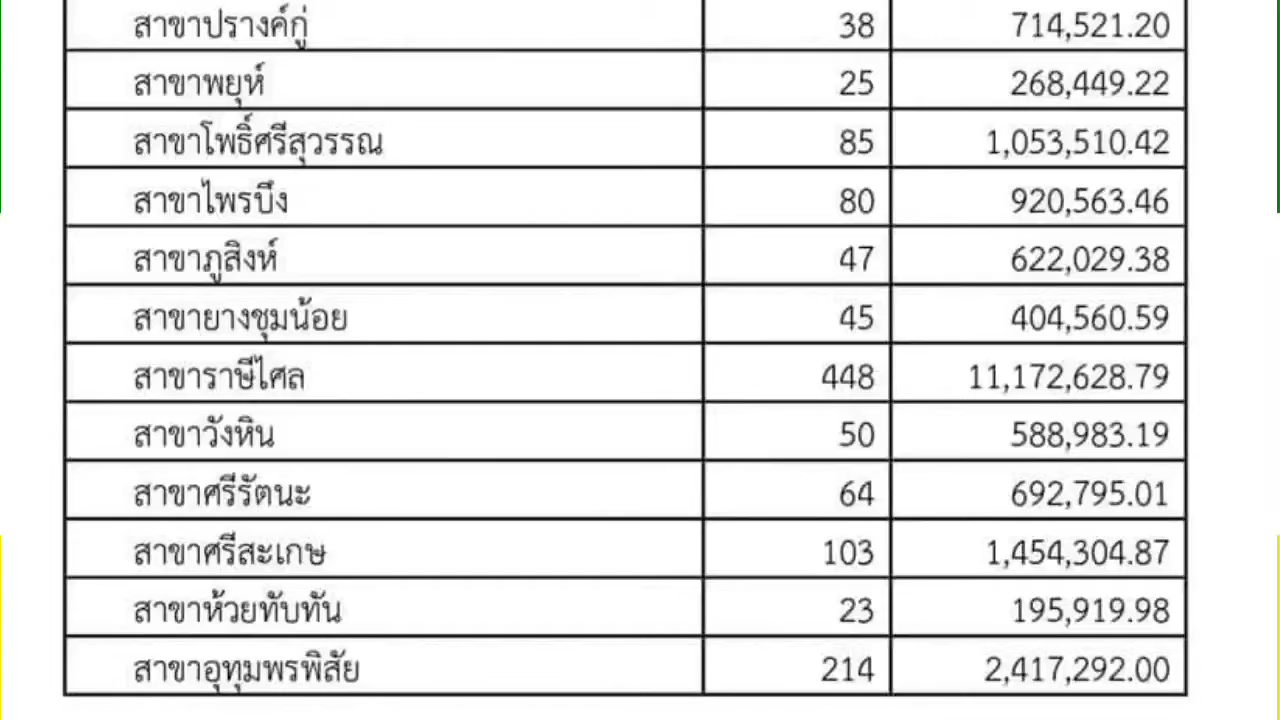 สาขาปรางค์กู่ 38 714,521.20
สาขาพยุห์ 25 268,449.22
สาขาโพธิ์ศรีสุวรรณ 85 1,053,510.42
สาขาไพรบึง 80 920,563.46
สาขาภูสิงห์ 47 622,029.38
สาขายางชุมน้อย 45 404,560.59
สาขาราษีไศล 448 11,172,628.79
สาขาวังหิน 50 588,983.19
สาขาศรีรัตนะ 64 692,795.01
สาขาศรีสะเกษ 103 1,454,304.87
สาขาห้วยทับทัน 23 195,919.98
สาขาอุทุมพรพิสัย 214 2,417,292.00